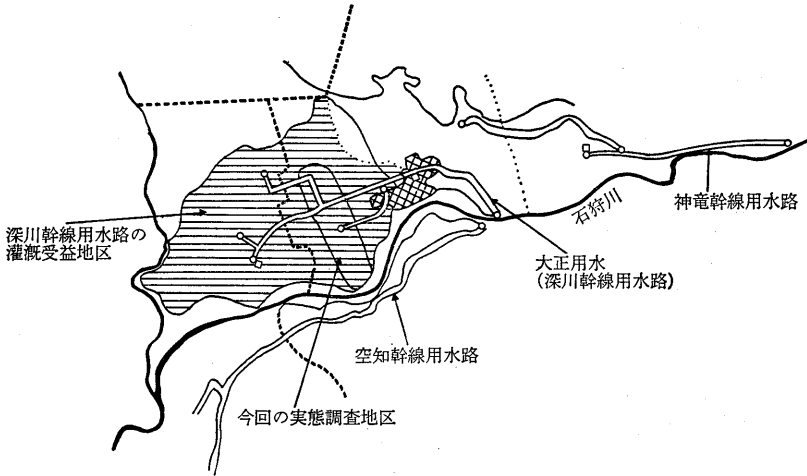 石狩川
神竜幹線用水路
深川幹線用水路の
灌漑受益地区
大正用水
(深川幹線用水路)
空知幹線用水路
今回の実態調査地区